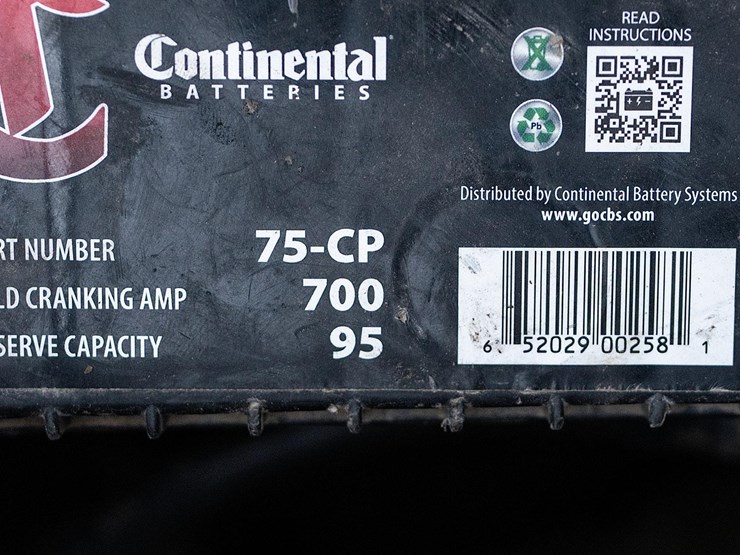 READ
INSTRUCTIONS
Continental
BATTERIES
Pb
Distributed by Continental Battery Systems
www.gocbs.com
RT NUMBER 75-CP
LD CRANKING AMP 700
SERVE CAPACITY 95
6 52029 00258 1